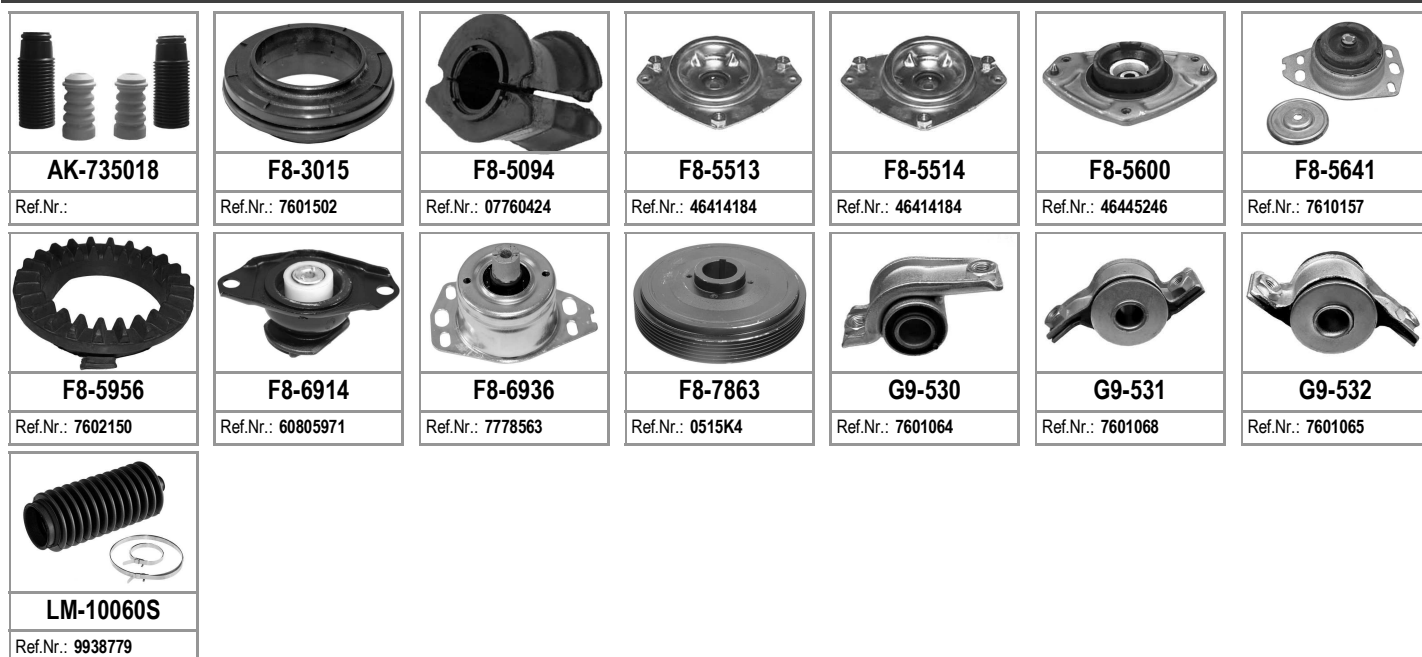 AK-735018
Ref.Nr.:
F8-3015
Ref.Nr.: 7601502
F8-5094
Ref.Nr.: 07760424
F8-5513
Ref.Nr.: 46414184
F8-5514
Ref.Nr.: 46414184
F8-5600
Ref.Nr.: 46445246
F8-5641
Ref.Nr.: 7610157
F8-5956
Ref.Nr.: 7602150
F8-6914
Ref.Nr.: 60805971
F8-6936
Ref.Nr.: 7778563
F8-7863
Ref.Nr.: 0515K4
G9-530
Ref.Nr.: 7601064
G9-531
Ref.Nr.: 7601068
G9-532
Ref.Nr.: 7601065
LM-10060S
Ref.Nr.: 9938779